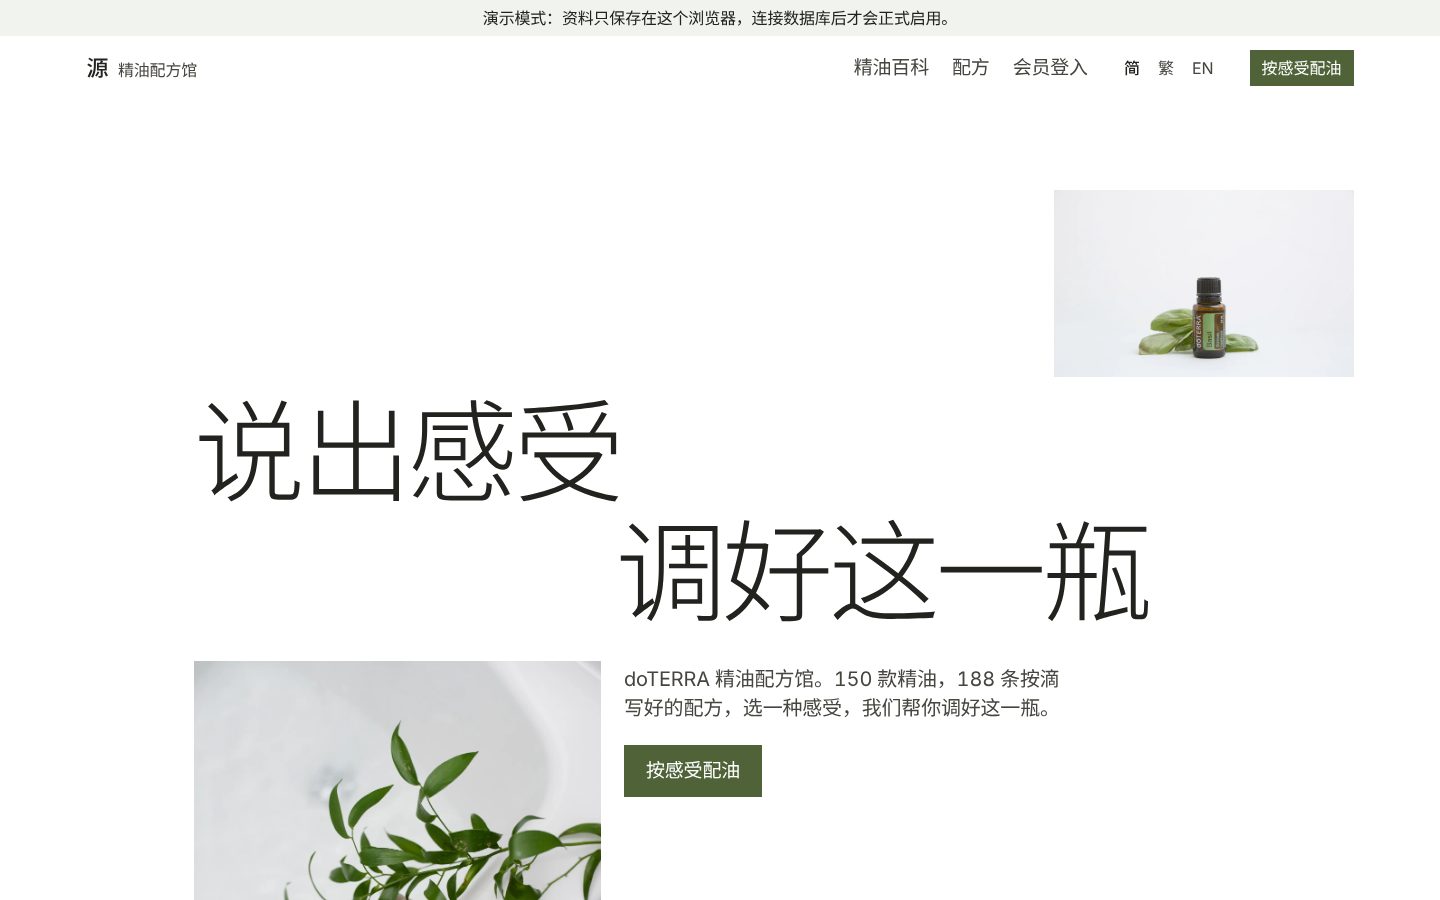 演示模式：资料只保存在这个浏览器，连接数据库后才会正式启用。
源 精油配方馆
精油百科 配方 会员登入 简 繁 EN 按感受配油
doTERRA
Basil
说出感受
调好这一瓶
doTERRA 精油配方馆。150 款精油，188 条按滴
写好的配方，选一种感受，我们帮你调好这一瓶。
按感受配油